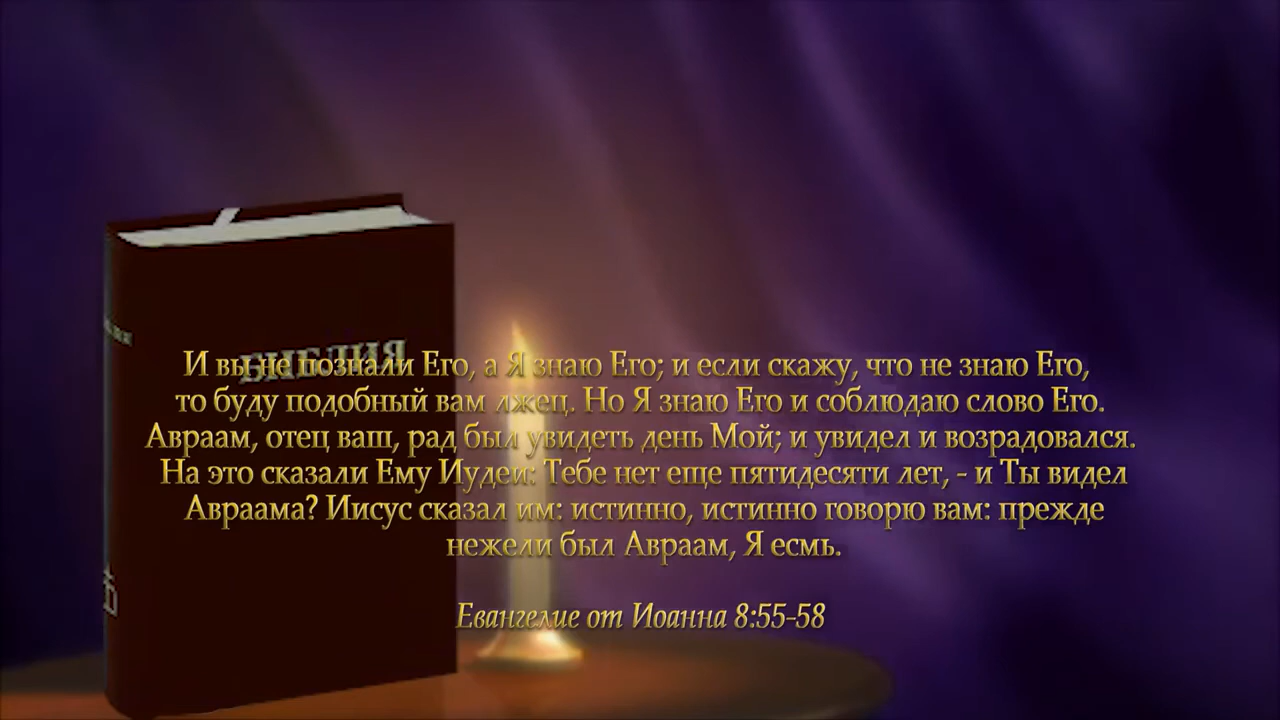 БИБЛИЯ
И вы не познали Его, а Я знаю Его; и если скажу, что не знаю Его,
то буду подобный вам лжец. Но Я знаю Его и соблюдаю слово Его.
Авраам, отец ваш, рад был увидеть день Мой; и увидел и возрадовался.
На это сказали Ему Иудеи: Тебе нет еще пятидесяти лет, - и Ты видел
Авраама? Иисус сказал им: истинно, истинно говорю вам: прежде
нежели был Авраам, Я есмь.
Евангелие от Иоанна 8:55-58